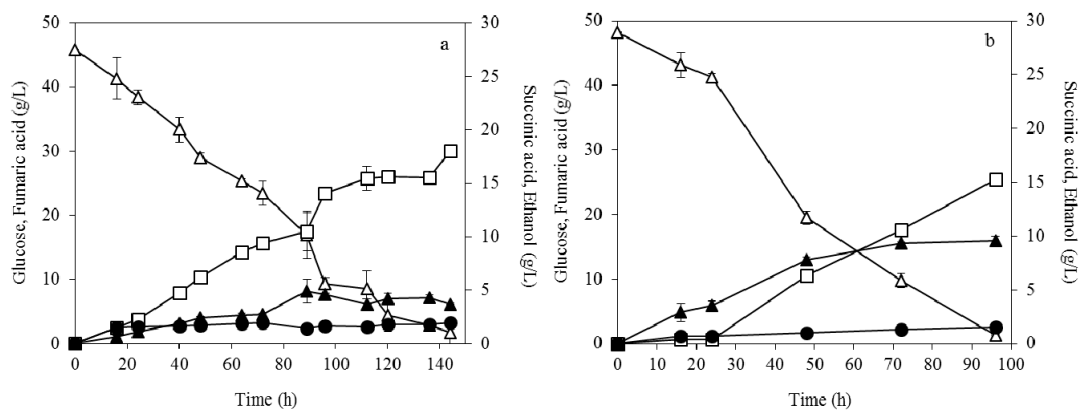 50
40
30
20
10
0
Glucose, Fumaric acid (g/L)
0 20 40 60 80 100 120 140
Time (h)
30
25
20
15
10
5
0
Succinic acid, Ethanol (g/L)
a
50
40
30
20
10
0
Glucose, Fumaric acid (g/L)
0 10 20 30 40 50 60 70 80 90 100
Time (h)
30
25
20
15
10
5
0
Succinic acid, Ethanol (g/L)
b